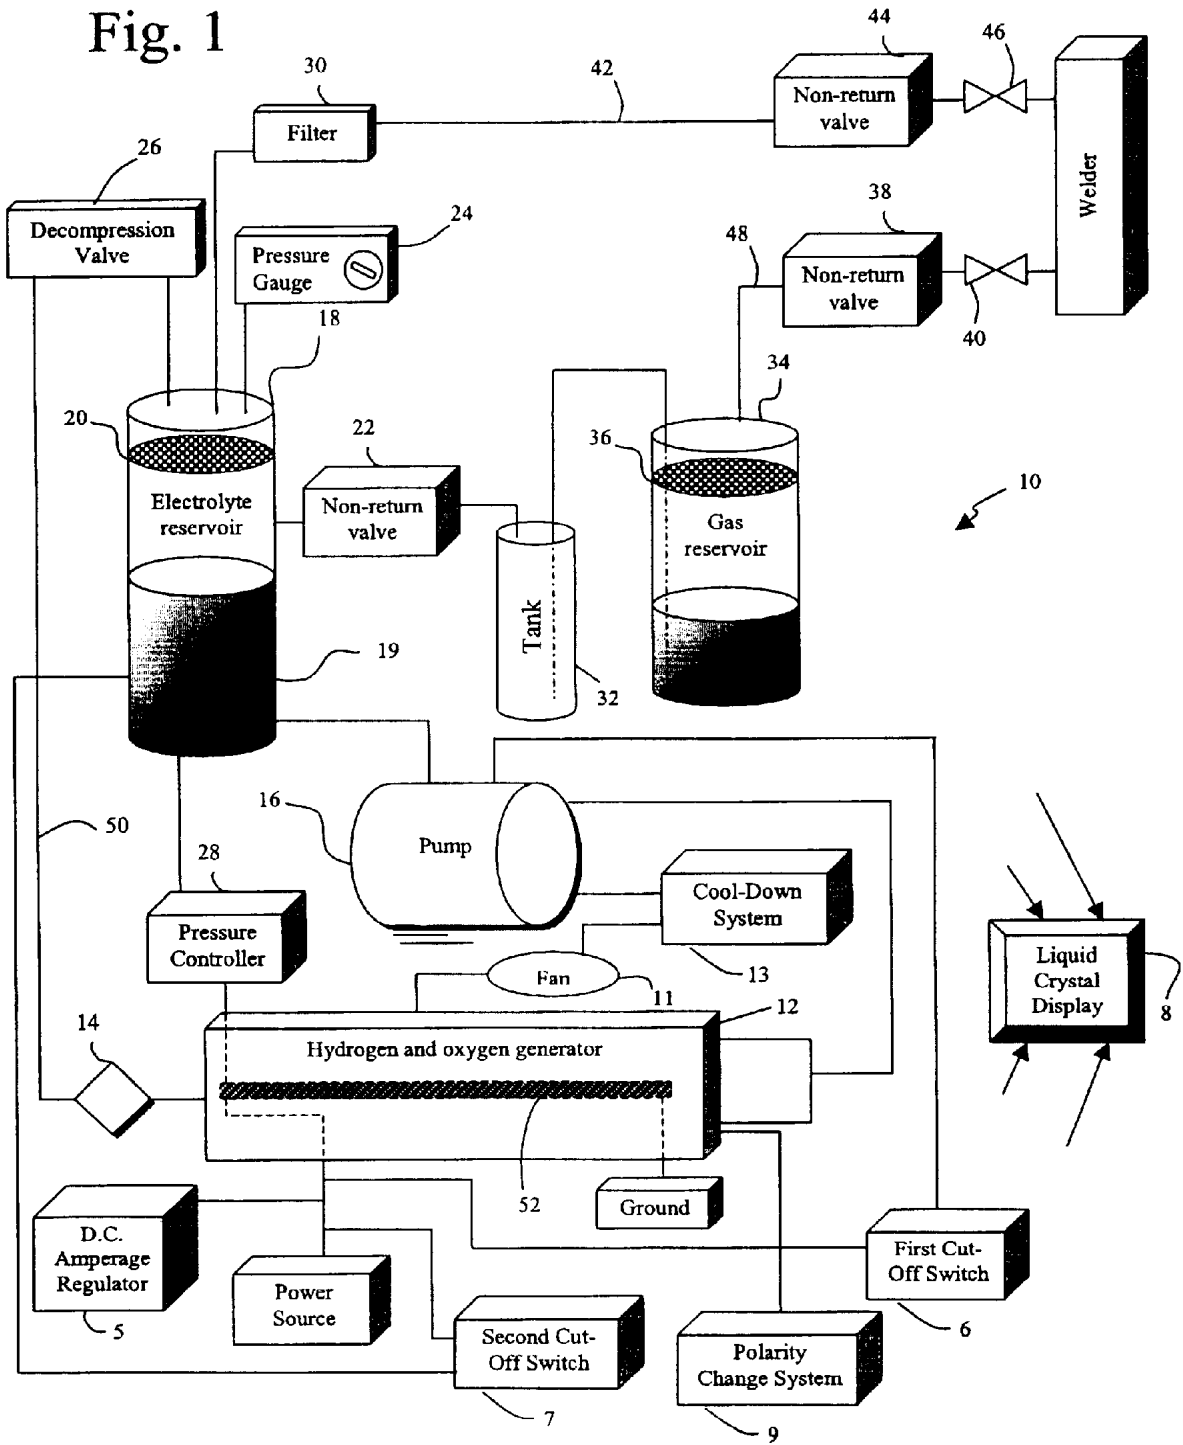 Fig. 1
44
46
30
42
Non-return
valve
Filter
26
Welder
38
24
Decompression
Valve
48
Pressure
Gauge
Non-return
valve
18
40
34
20
22
36
Electrolyte
reservoir
Non-return
valve
Gas
reservoir
10
Tank
19
32
16
50
Pump
28
Cool-Down
System
Pressure
Controller
Liquid
Crystal
Display
Fan
13
11
8
14
12
Hydrogen and oxygen generator
52
Ground
D.C.
Amperage
Regulator
First Cut-
Off Switch
Power
Source
5
6
Second Cut-
Off Switch
Polarity
Change System
7
9